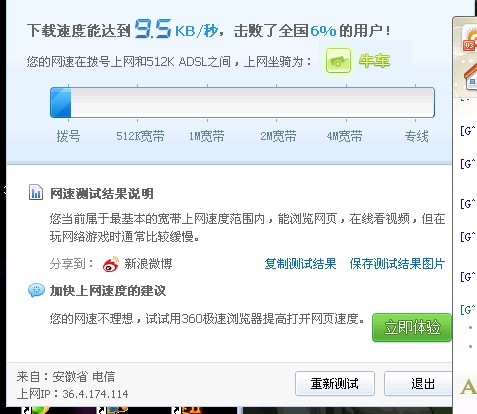 下载速度能达到 9.5 KB/秒，击败了全国6% 的用户！
您的网速在拨号上网和512K ADSL之间，上网坐骑为： 牛车
拨号 512K宽带 1M宽带 2M宽带 4M宽带 专线
网速测试结果说明
您当前属于最基本的宽带上网速度范围内，能浏览网页，在线看视频，但在
玩网络游戏时通常比较缓慢。
分享到： 新浪微博 复制测试结果 保存测试结果图片
加快上网速度的建议
您的网速不理想，试试用360极速浏览器提高打开网页速度。
立即体验
来自：安徽省 电信
上网IP：36.4.174.114
重新测试 退出
[G^
[G^
[G^
[G^
[G^
[G^
A